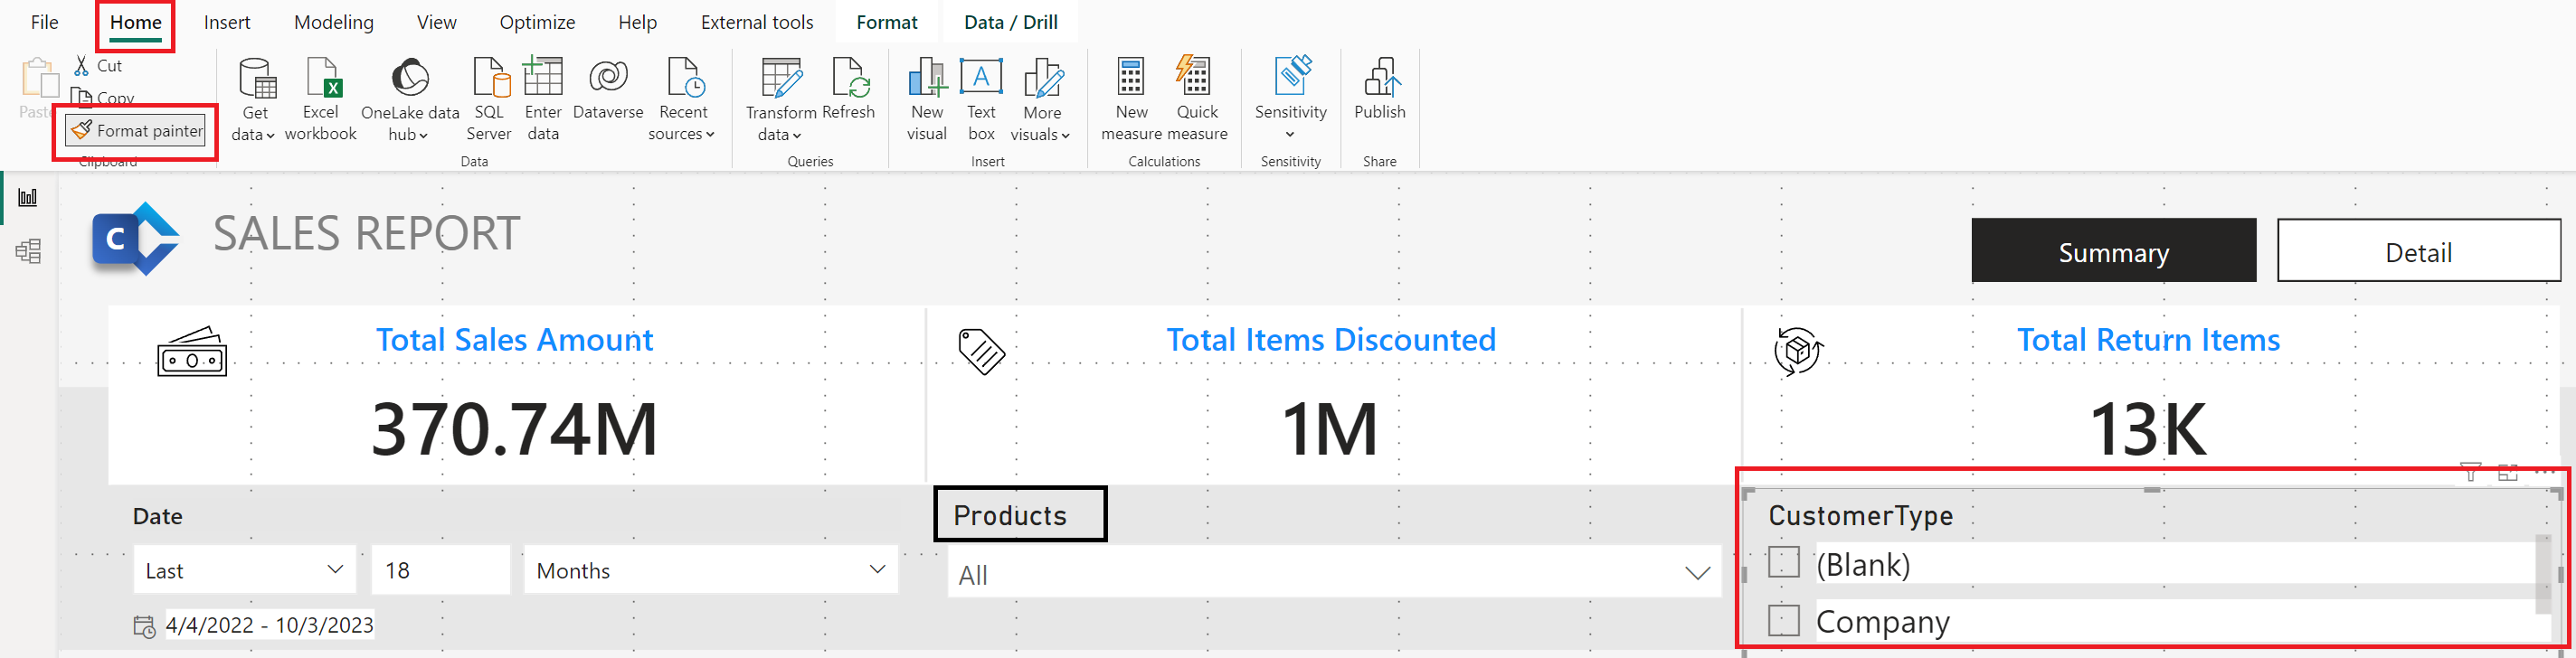 File Home Insert Modeling View Optimize Help External tools Format Data / Drill
Paste
Cut
Copy
Format painter
Clipboard
Get data
Excel workbook
OneLake data hub
SQL Server
Enter data
Dataverse
Recent sources
Data
Transform data
Refresh
Queries
New visual
Text box
More visuals
Insert
New measure
Quick measure
Calculations
Sensitivity
Sensitivity
Publish
Share
C
SALES REPORT
Summary
Detail
Total Sales Amount
370.74M
Total Items Discounted
1M
Total Return Items
13K
Date
Last 18 Months
4/4/2022 - 10/3/2023
Products
All
CustomerType
(Blank)
Company